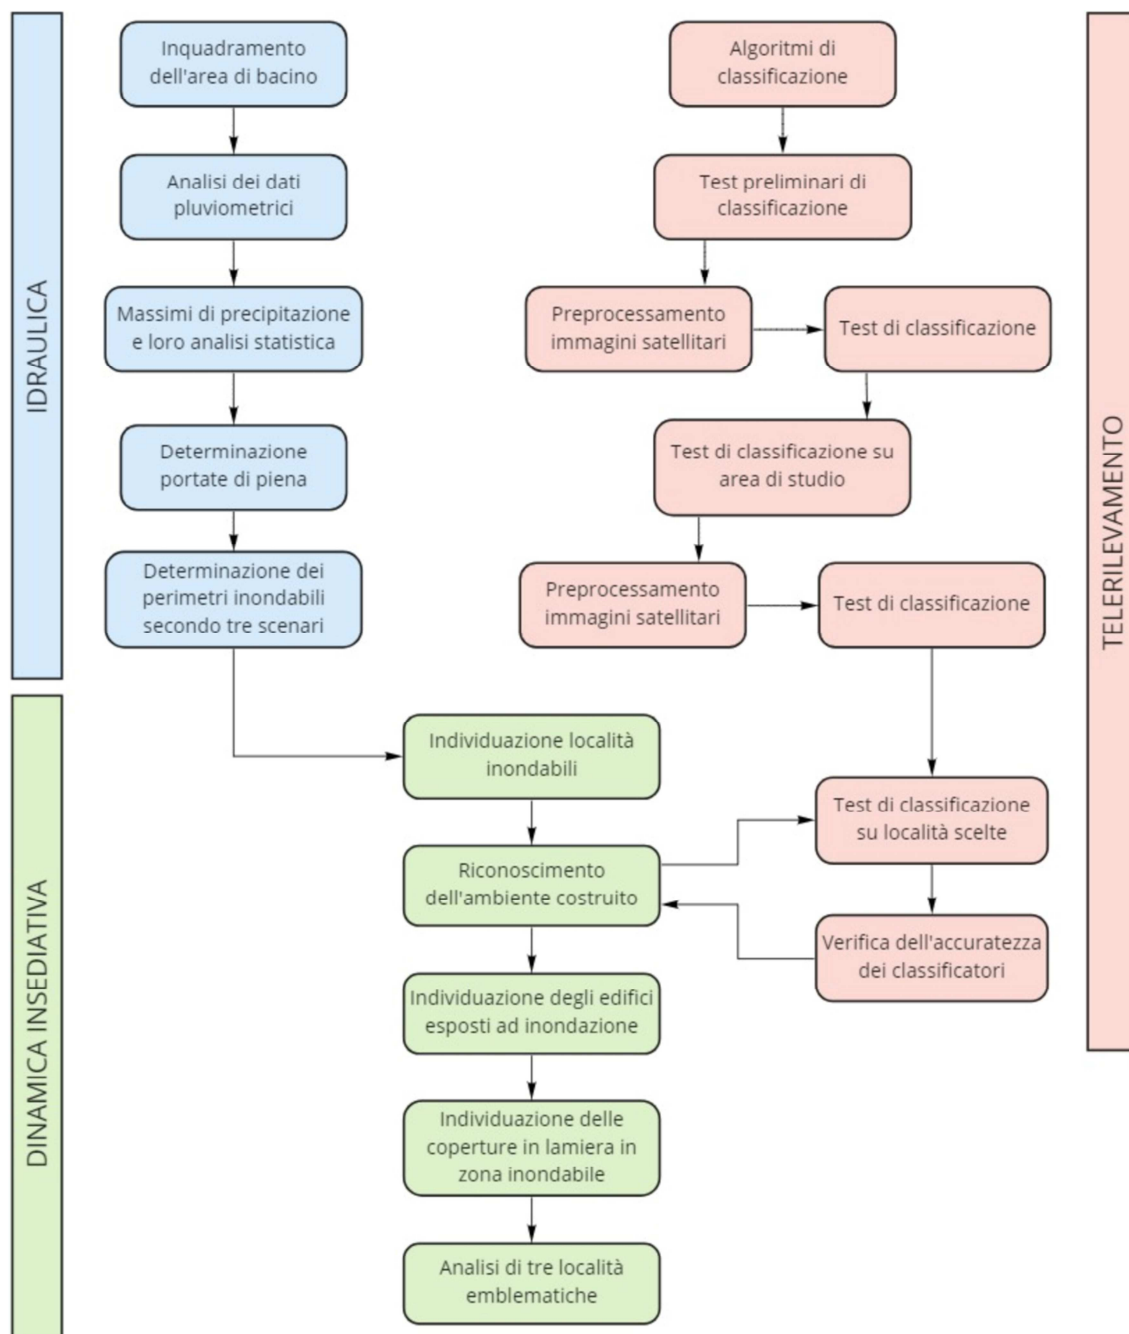 IDRAULICA
Inquadramento
dell'area di bacino
Analisi dei dati
pluviometrici
Massimi di precipitazione
e loro analisi statistica
Determinazione
portate di piena
Determinazione dei
perimetri inondabili
secondo tre scenari
TELERILEVAMENTO
Algoritmi di
classificazione
Test preliminari di
classificazione
Preprocessamento
immagini satellitari
Test di classificazione
Test di classificazione su
area di studio
Preprocessamento
immagini satellitari
Test di classificazione
Test di classificazione
su località scelte
Verifica dell'accuratezza
dei classificatori
DINAMICA INSEDIATIVA
Individuazione località
inondabili
Riconoscimento
dell'ambiente costruito
Individuazione degli edifici
esposti ad inondazione
Individuazione delle
coperture in lamiera in
zona inondabile
Analisi di tre località
emblematiche